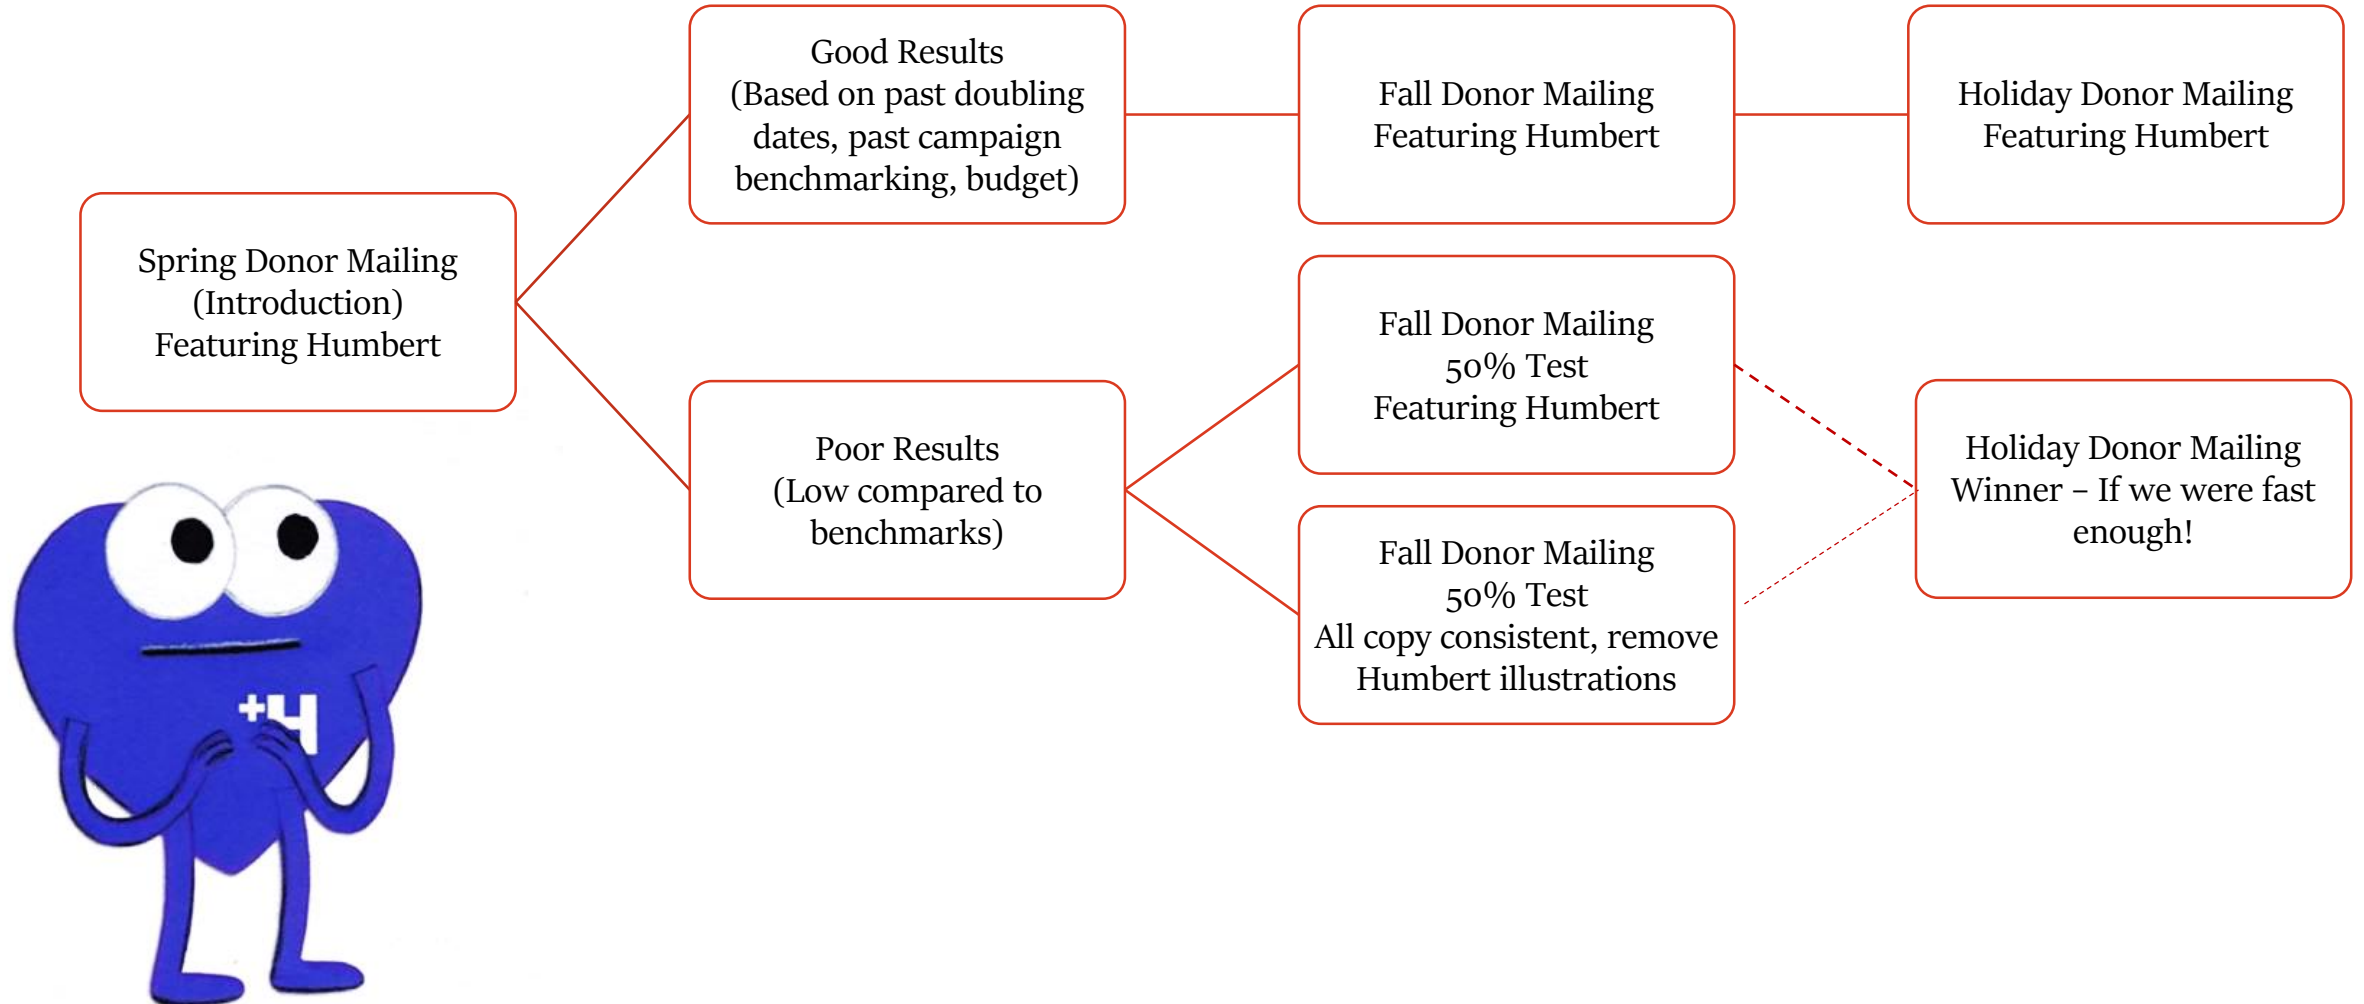 Spring Donor Mailing
(Introduction)
Featuring Humbert
Good Results
(Based on past doubling
dates, past campaign
benchmarking, budget)
Fall Donor Mailing
Featuring Humbert
Holiday Donor Mailing
Featuring Humbert
Poor Results
(Low compared to
benchmarks)
Fall Donor Mailing
50% Test
Featuring Humbert
Fall Donor Mailing
50% Test
All copy consistent, remove
Humbert illustrations
Holiday Donor Mailing
Winner – If we were fast
enough!
+H